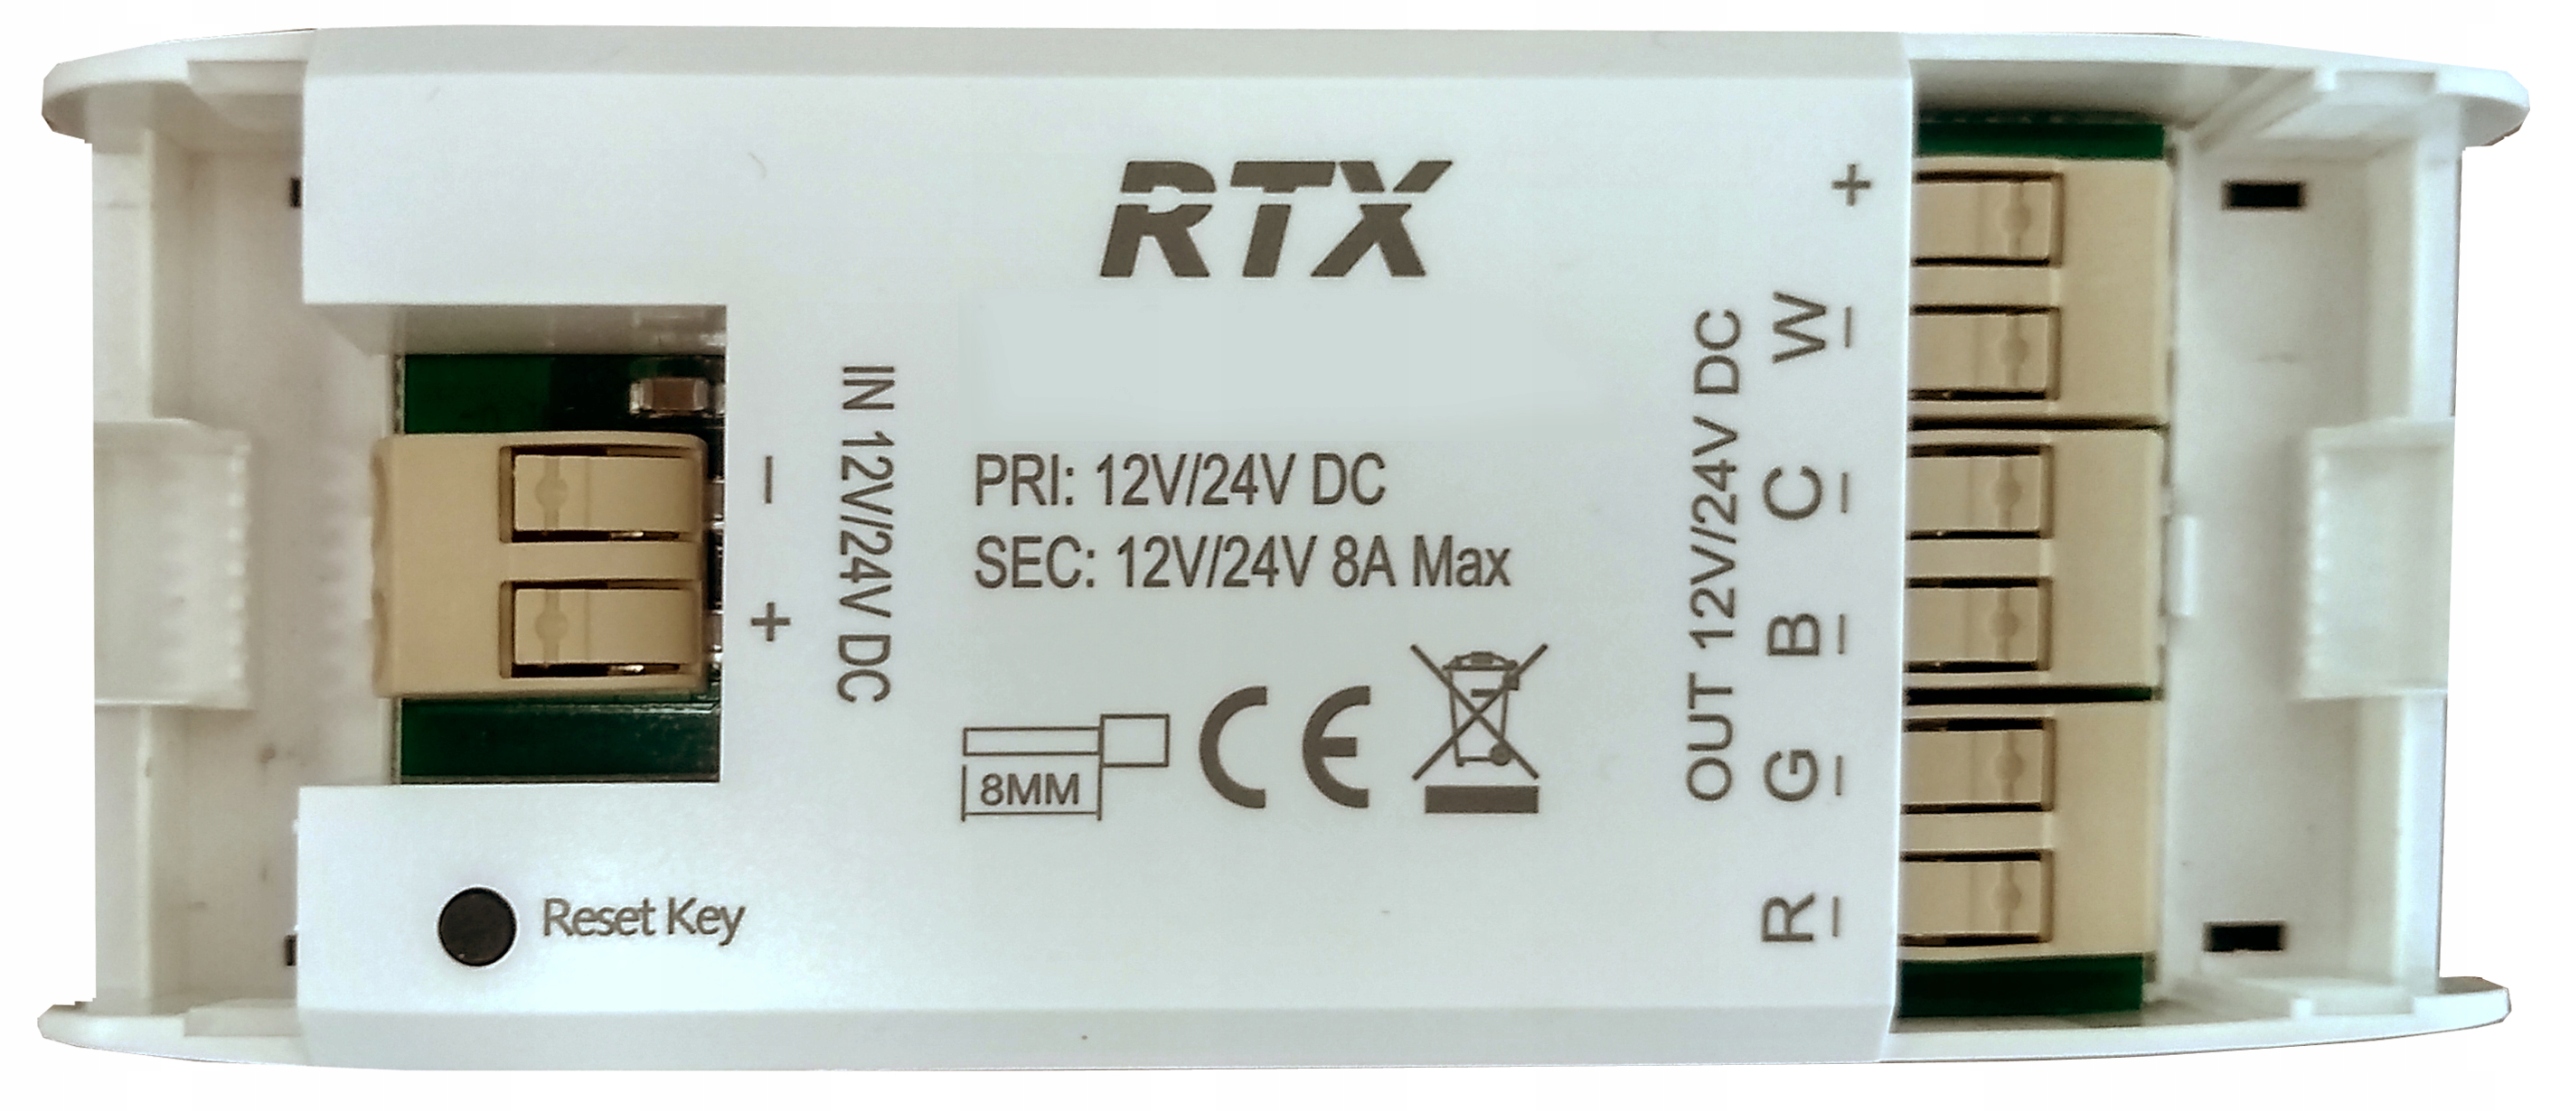 RTX
IN 12V/24V DC
−
+
PRI: 12V/24V DC
SEC: 12V/24V 8A Max
8MM
CE
Reset Key
OUT 12V/24V DC
+
W −
C −
B −
G −
R −